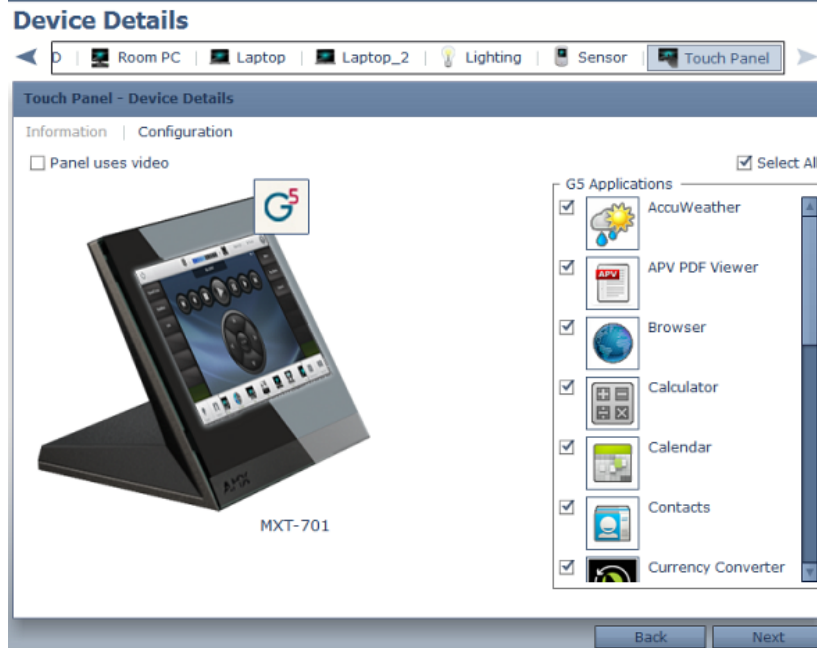 Device Details
D | Room PC | Laptop | Laptop_2 | Lighting | Sensor | Touch Panel
Touch Panel - Device Details
Information | Configuration
Panel uses video
Select All
G5 Applications
G5
AccuWeather
APV PDF Viewer
APV
Browser
Calculator
Calendar
Contacts
Currency Converter
AMX
MXT-701
Back
Next